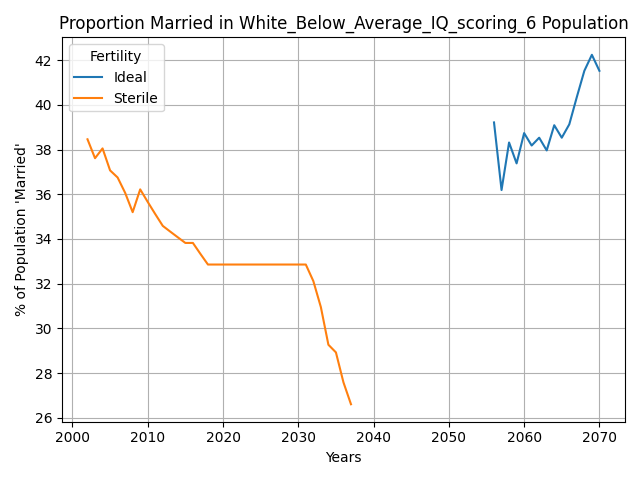 Proportion Married in White_Below_Average_IQ_scoring_6 Population
Fertility
Ideal
Sterile
% of Population 'Married'
42
40
38
36
34
32
30
28
26
2000 2010 2020 2030 2040 2050 2060 2070
Years